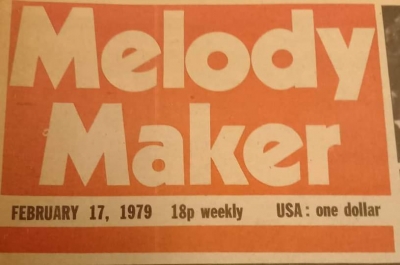 Melody
Maker
FEBRUARY 17, 1979 18p weekly USA: one dollar